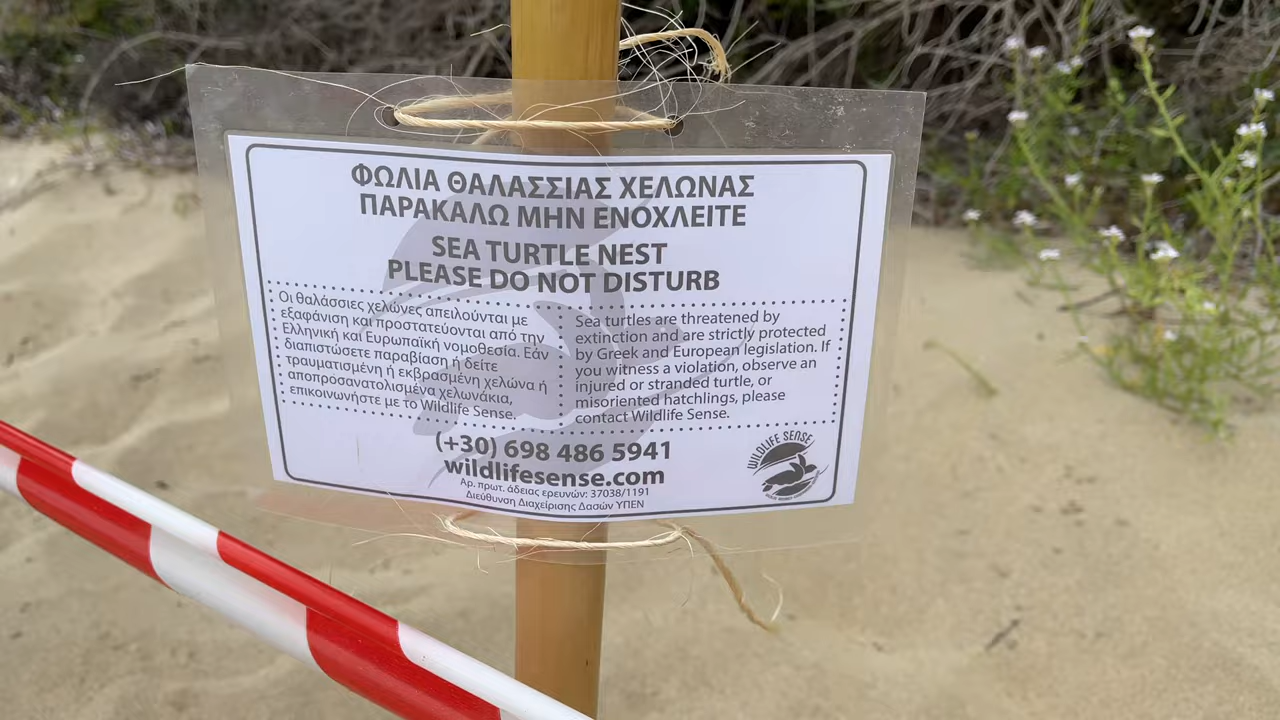 ΦΩΛΙΑ ΘΑΛΑΣΣΙΑΣ ΧΕΛΩΝΑΣ
ΠΑΡΑΚΑΛΩ ΜΗΝ ΕΝΟΧΛΕΙΤΕ
SEA TURTLE NEST
PLEASE DO NOT DISTURB
Οι θαλάσσιες χελώνες απειλούνται με
εξαφάνιση και προστατεύονται από την
Ελληνική και Ευρωπαϊκή νομοθεσία. Εάν
διαπιστώσετε παραβίαση ή δείτε
τραυματισμένη ή εκβρασμένη χελώνα ή
αποπροσανατολισμένα χελωνάκια,
επικοινωνήστε με το Wildlife Sense.
Sea turtles are threatened by
extinction and are strictly protected
by Greek and European legislation. If
you witness a violation, observe an
injured or stranded turtle, or
misoriented hatchlings, please
contact Wildlife Sense.
(+30) 698 486 5941
wildlifesense.com
Αρ. πρωτ. άδειας ερευνών: 37038/1191
Διεύθυνση Διαχείρισης Δασών ΥΠΕΝ
WILDLIFE SENSE